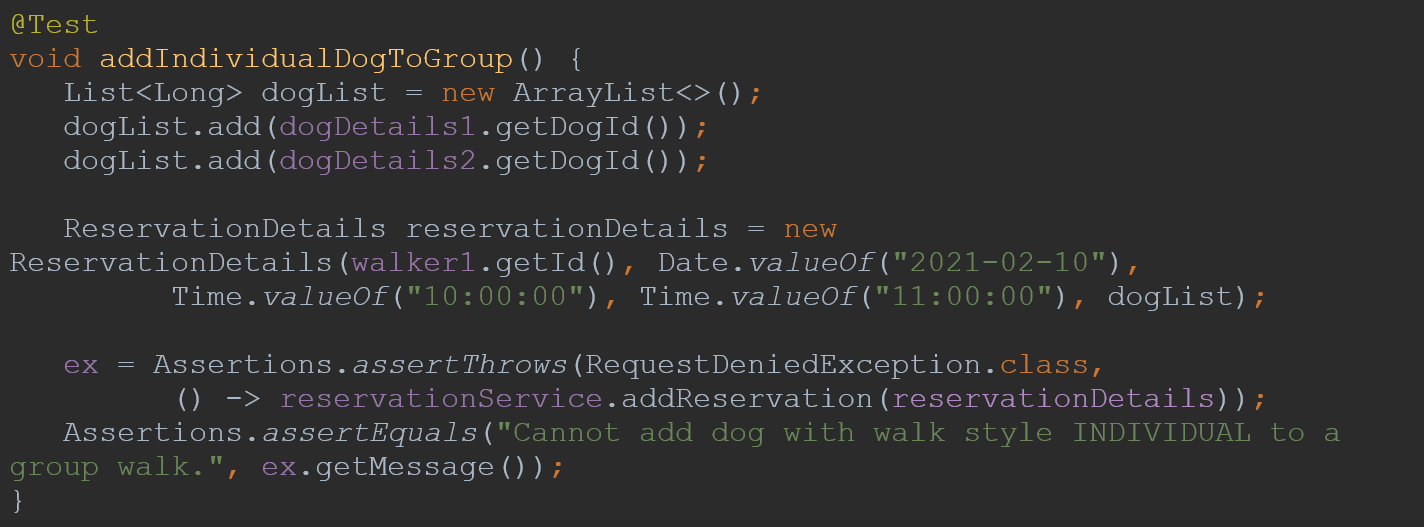 @Test
void addIndividualDogToGroup() {
   List<Long> dogList = new ArrayList<>();
   dogList.add(dogDetails1.getDogId());
   dogList.add(dogDetails2.getDogId());

   ReservationDetails reservationDetails = new
ReservationDetails(walker1.getId(), Date.valueOf("2021-02-10"),
         Time.valueOf("10:00:00"), Time.valueOf("11:00:00"), dogList);

   ex = Assertions.assertThrows(RequestDeniedException.class,
         () -> reservationService.addReservation(reservationDetails));
   Assertions.assertEquals("Cannot add dog with walk style INDIVIDUAL to a
group walk.", ex.getMessage());
}